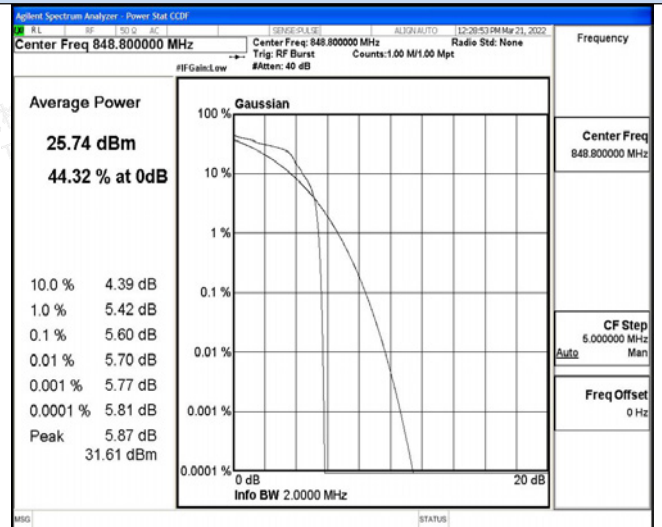 Agilent Spectrum Analyzer - Power Stat CCDF
RL RF 50 Ω AC SENSE:PULSE ALIGN AUTO 12:28:53 PM Mar 21, 2022
Center Freq 848.800000 MHz
Center Freq: 848.800000 MHz Radio Std: None
Trig: RF Burst Counts:1.00 M/1.00 Mpt
#IFGain:Low #Atten: 40 dB
Frequency
Average Power
25.74 dBm
44.32 % at 0dB
10.0 % 4.39 dB
1.0 % 5.42 dB
0.1 % 5.60 dB
0.01 % 5.70 dB
0.001 % 5.77 dB
0.0001 % 5.81 dB
Peak 5.87 dB
31.61 dBm
Gaussian
100 %
10 %
1 %
0.1 %
0.01 %
0.001 %
0.0001 %
0 dB 20 dB
Info BW 2.0000 MHz
Center Freq
848.800000 MHz
CF Step
5.000000 MHz
Auto Man
Freq Offset
0 Hz
MSG STATUS